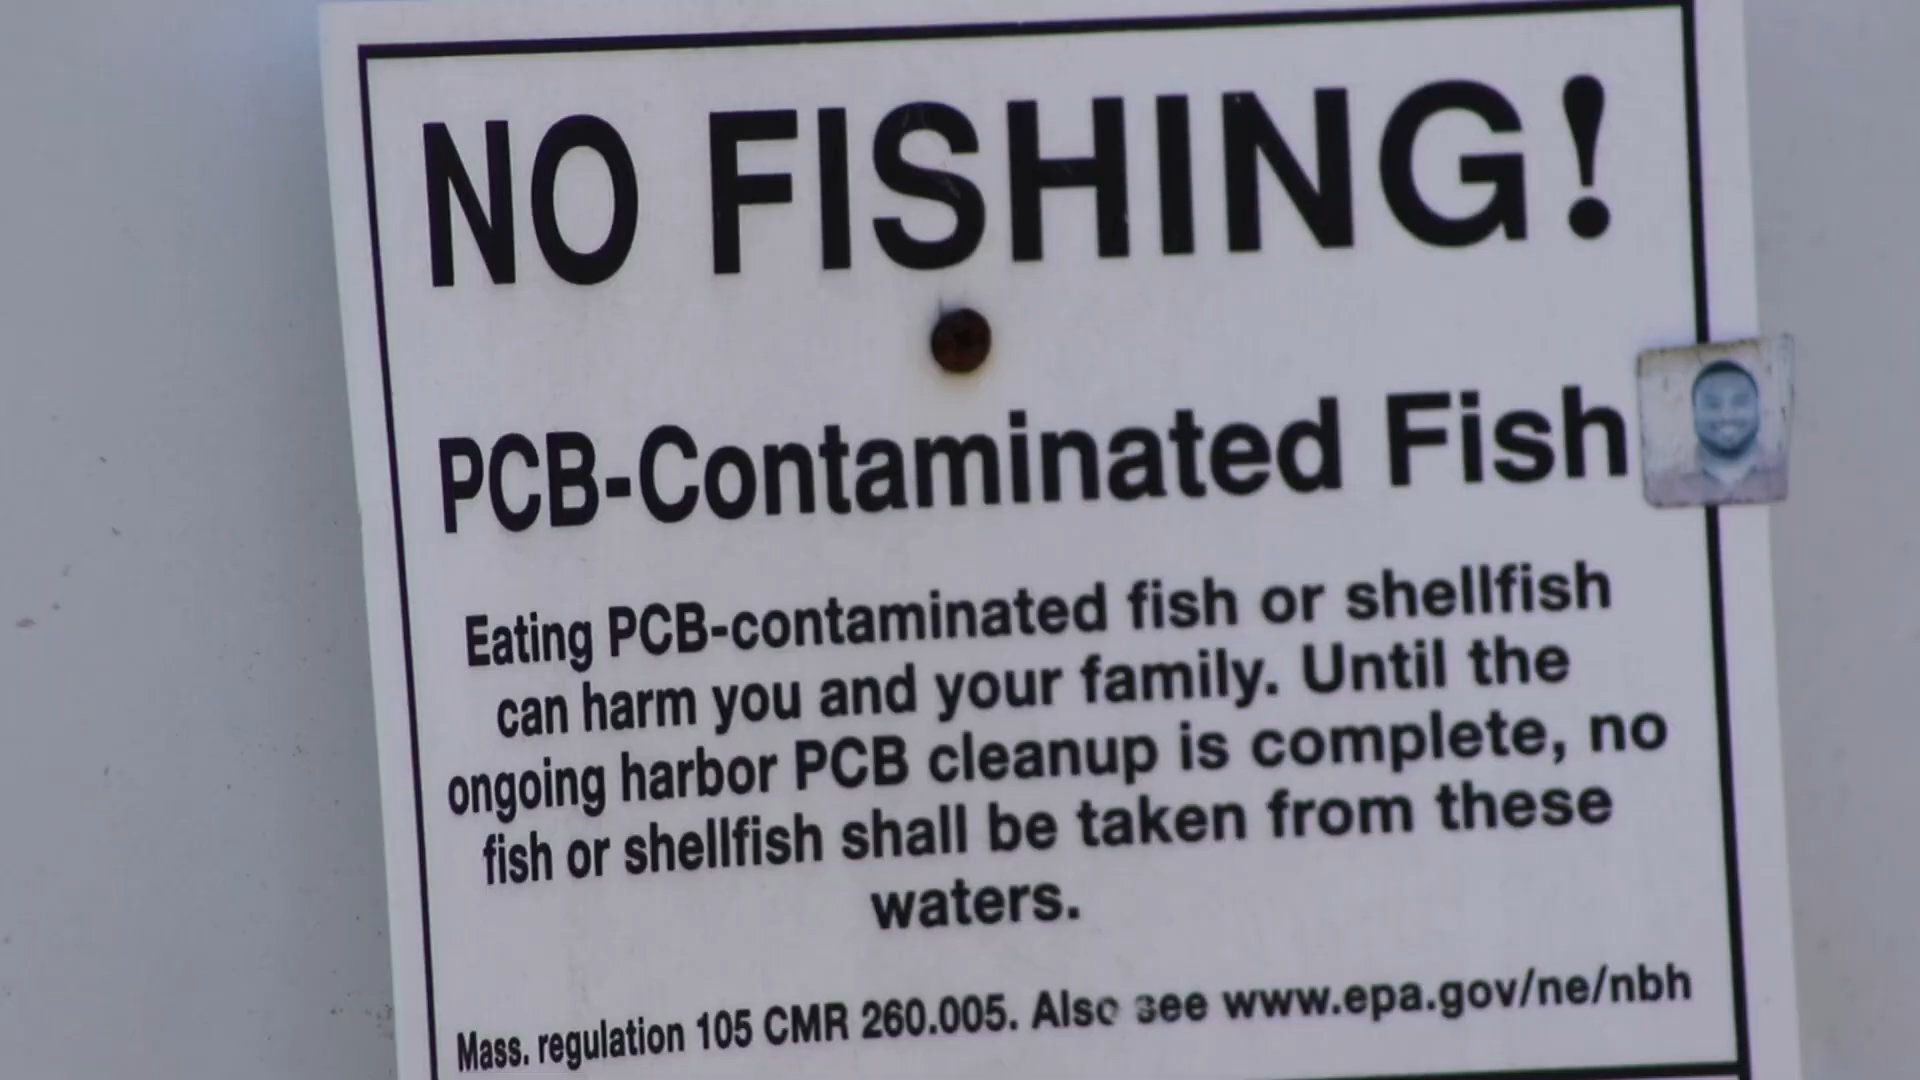 NO FISHING!
PCB-Contaminated Fish
Eating PCB-contaminated fish or shellfish
can harm you and your family. Until the
ongoing harbor PCB cleanup is complete, no
fish or shellfish shall be taken from these
waters.
Mass. regulation 105 CMR 260.005. Also see www.epa.gov/ne/nbh